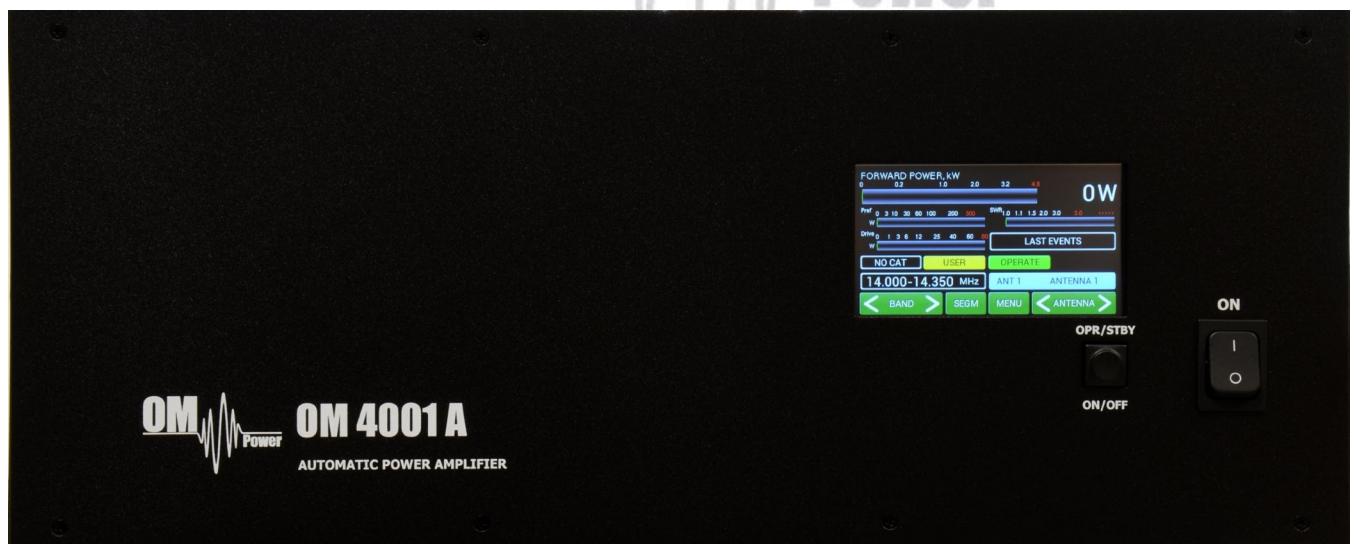 Power
FORWARD POWER, kW
0 0.2 1.0 2.0 3.2 4.5
0W
Pref W 0 3 10 30 60 100 200 300
SWR 1.0 1.1 1.5 2.0 3.0 5.0
Drive W 0 1 3 6 12 25 40 60 80
LAST EVENTS
NO CAT USER OPERATE
14.000-14.350 MHz ANT 1 ANTENNA 1
< BAND > SEGM MENU < ANTENNA >
OPR/STBY
ON/OFF
ON
I
O
OM Power
OM 4001 A
AUTOMATIC POWER AMPLIFIER